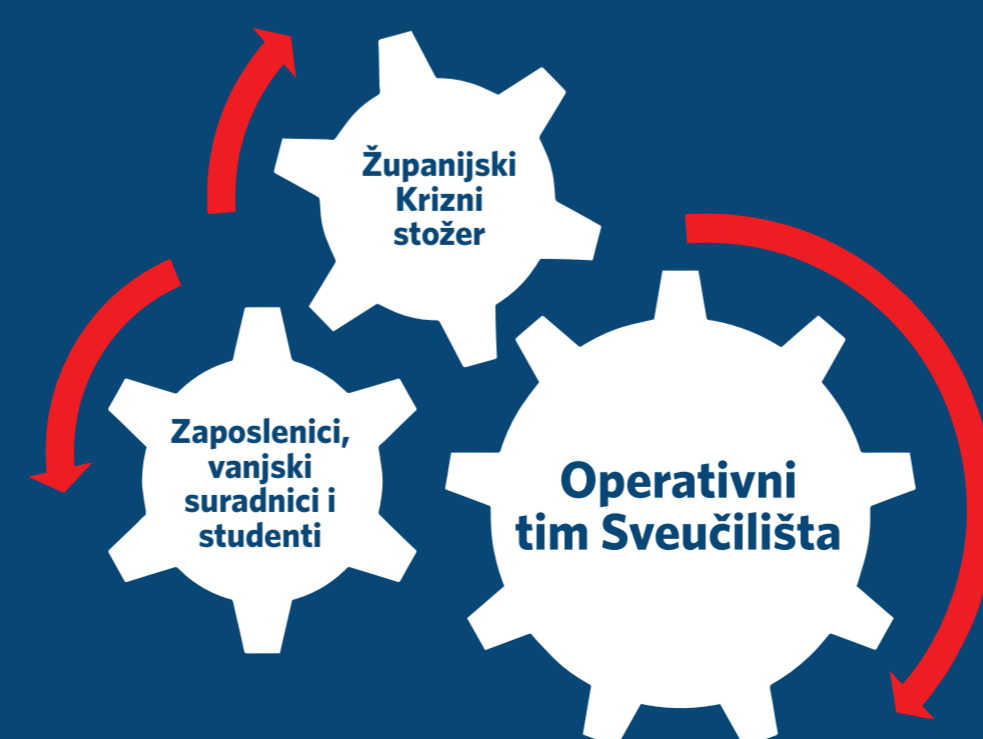 Županijski
Krizni
stožer
Zaposlenici,
vanjski
suradnici i
studenti
Operativni
tim Sveučilišta